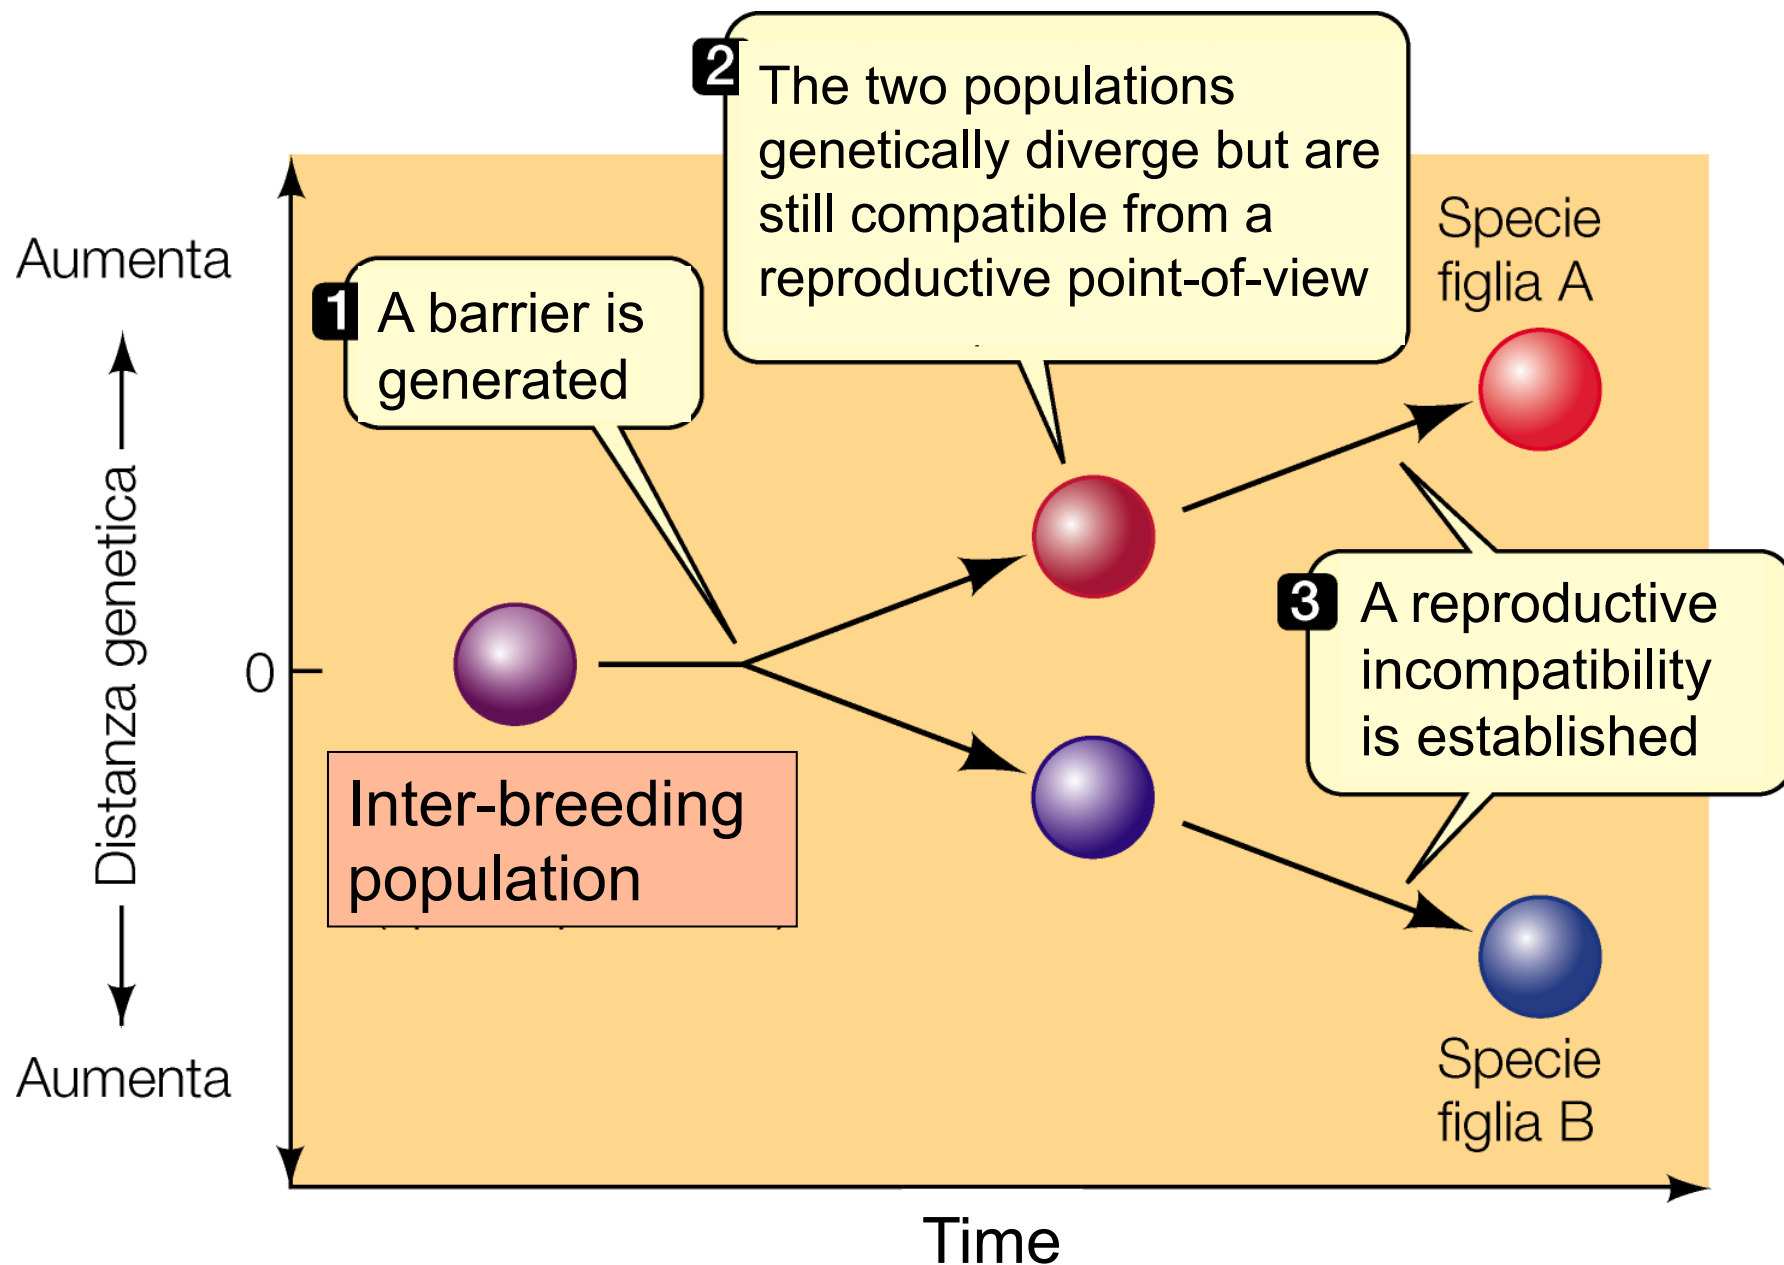 2
The two populations
genetically diverge but are
still compatible from a
reproductive point-of-view
1
A barrier is
generated
Specie
figlia A
Aumenta
Distanza genetica
Aumenta
0
3
A reproductive
incompatibility
is established
Inter-breeding
population
Specie
figlia B
Time